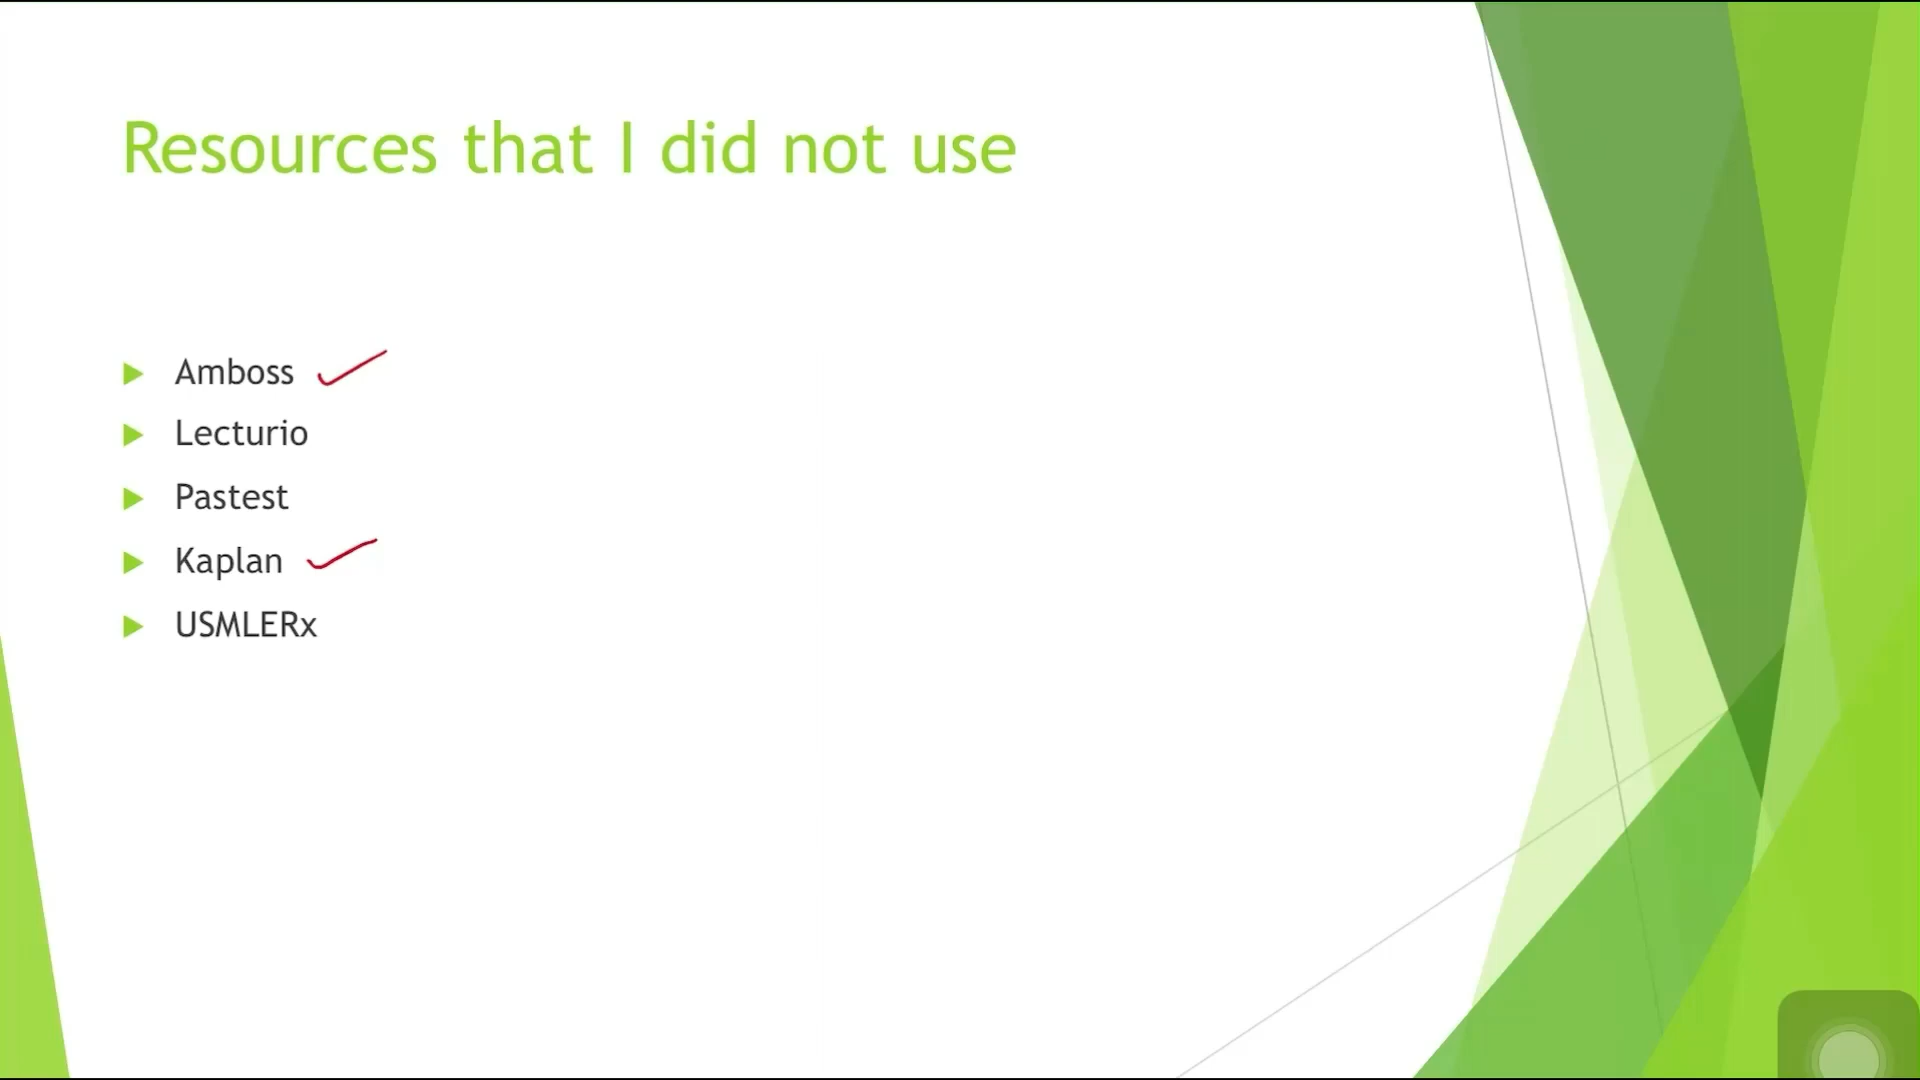 Resources that I did not use
Amboss
Lecturio
Pastest
Kaplan
USMLERx